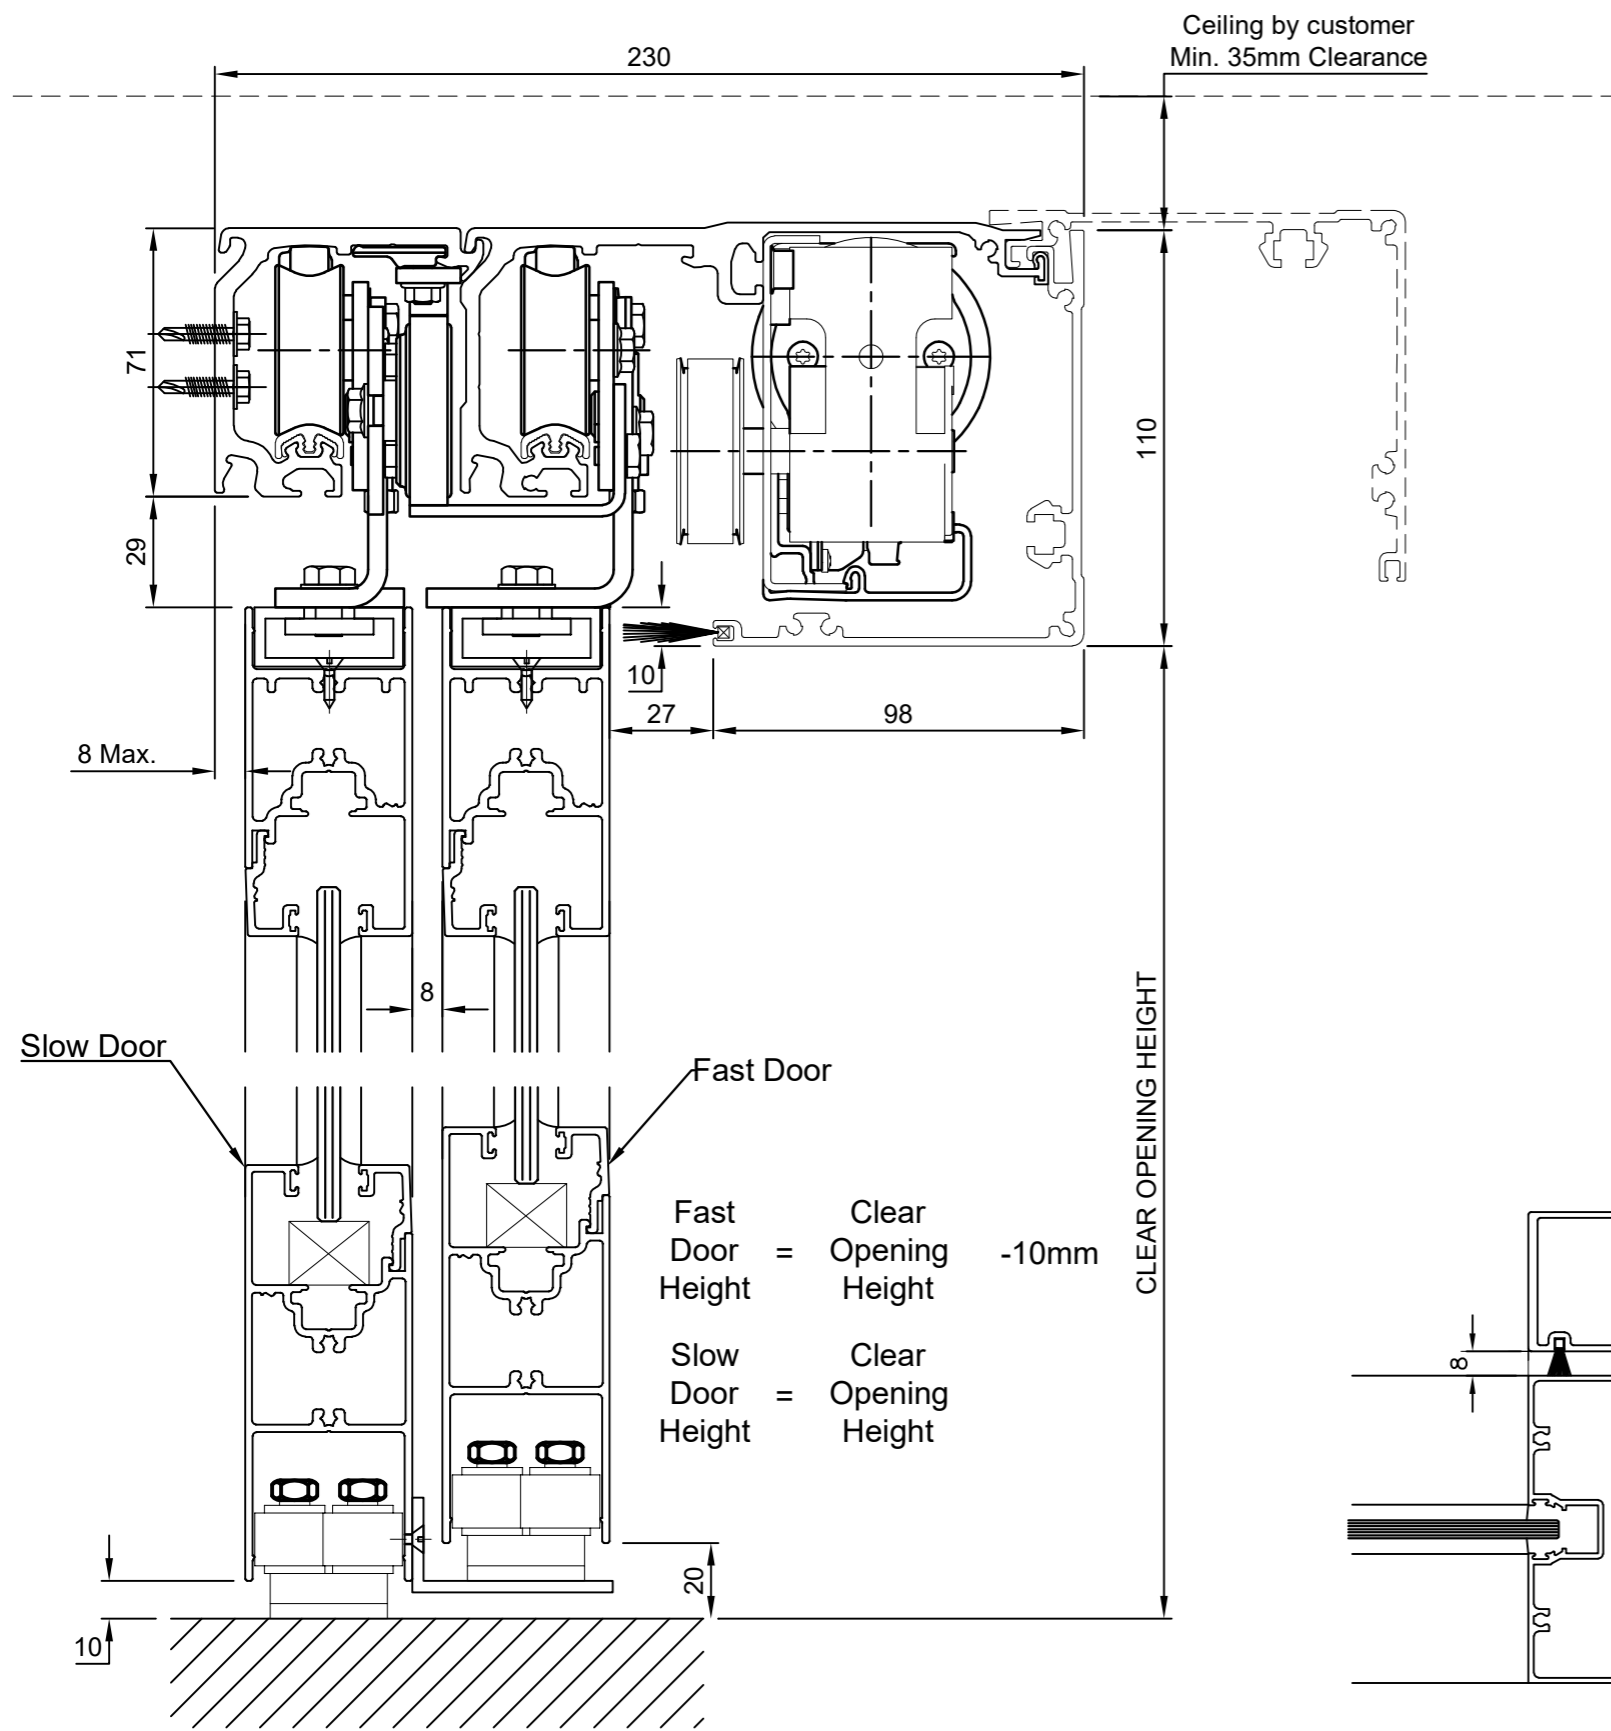 Ceiling by customer
Min. 35mm Clearance
230
71
110
29
10
27
98
8 Max.
8
Slow Door
Fast Door
CLEAR OPENING HEIGHT
Fast Clear
Door = Opening -10mm
Height Height
Slow Clear
Door = Opening
Height Height
8
20
10